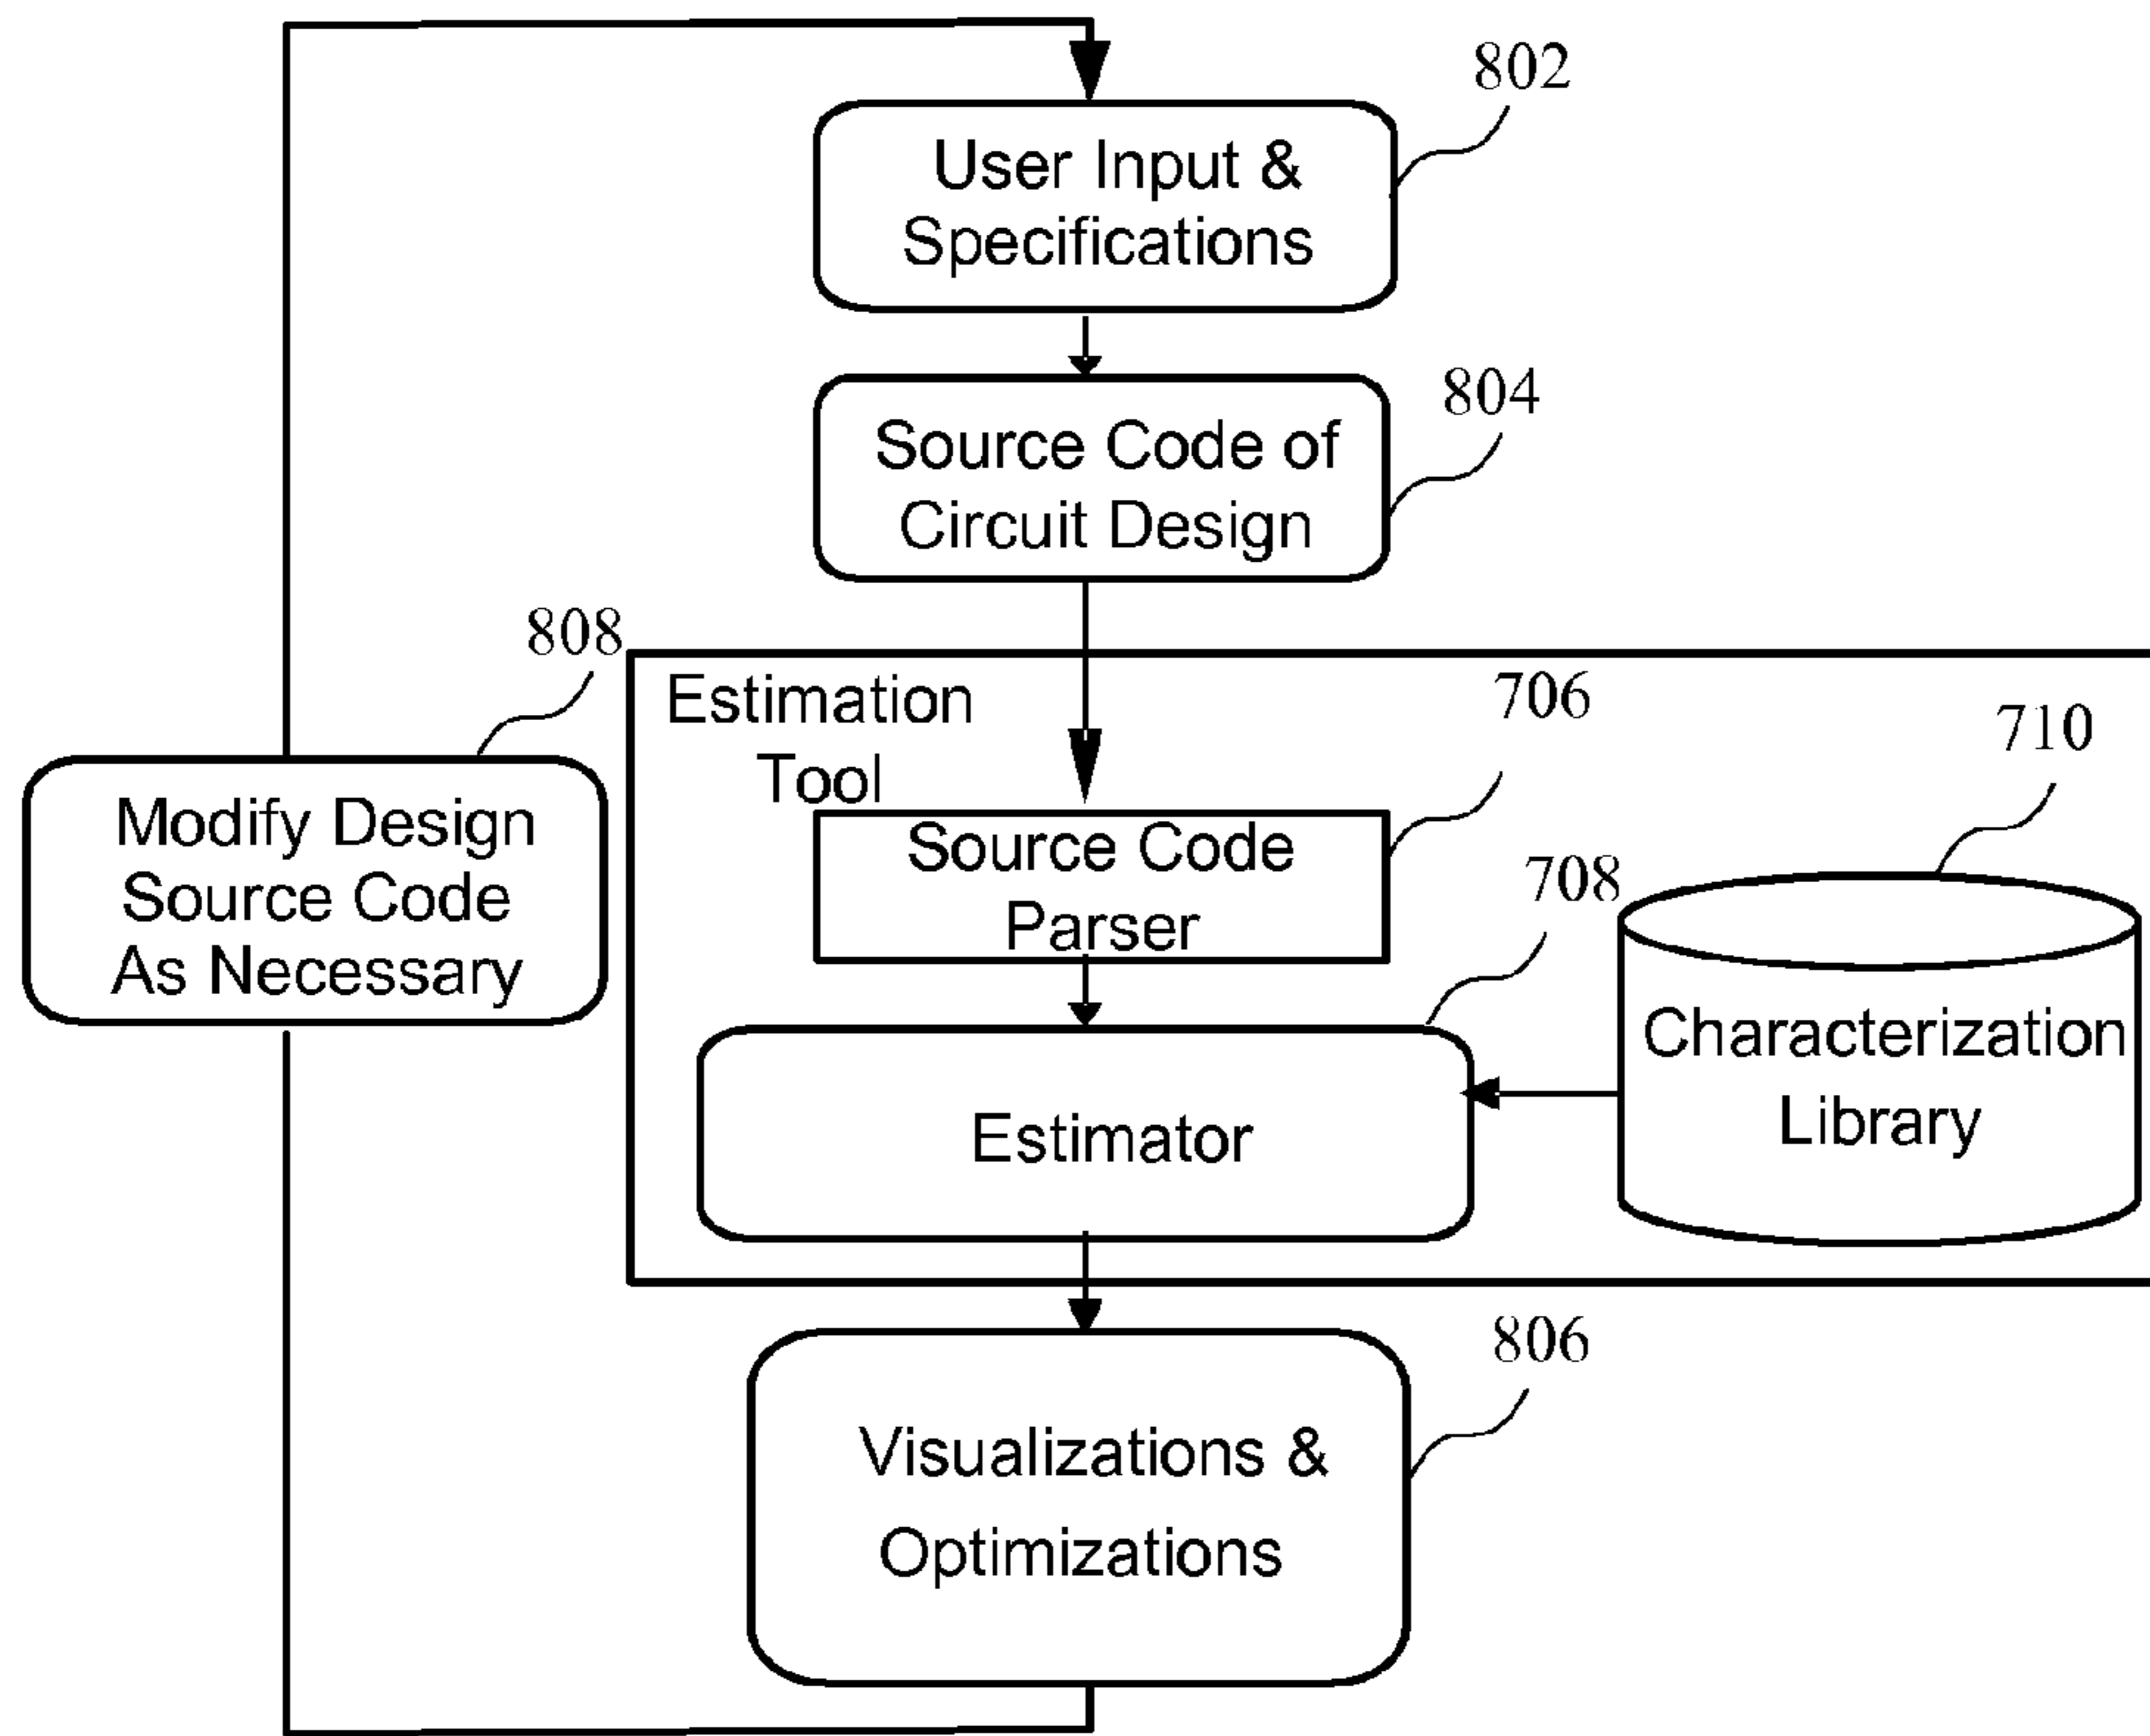 802
User Input &
Specifications
804
Source Code of
Circuit Design
808
Modify Design
Source Code
As Necessary
Estimation
Tool
706
Source Code
Parser
708
Estimator
710
Characterization
Library
806
Visualizations &
Optimizations